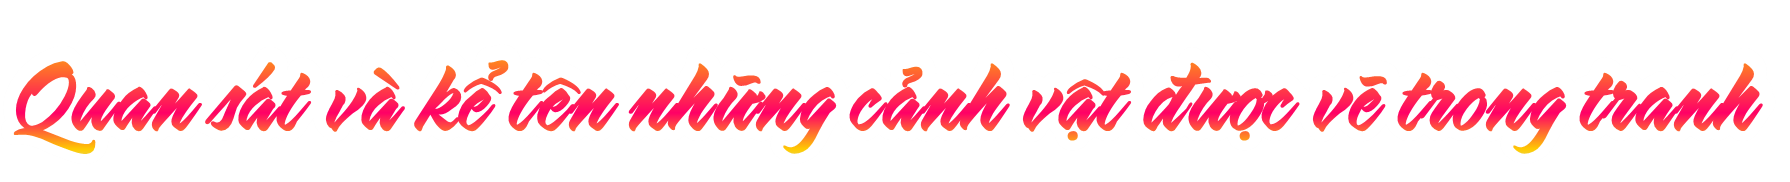 Quan sát và kể tên những cảnh vật được vẽ trong tranh